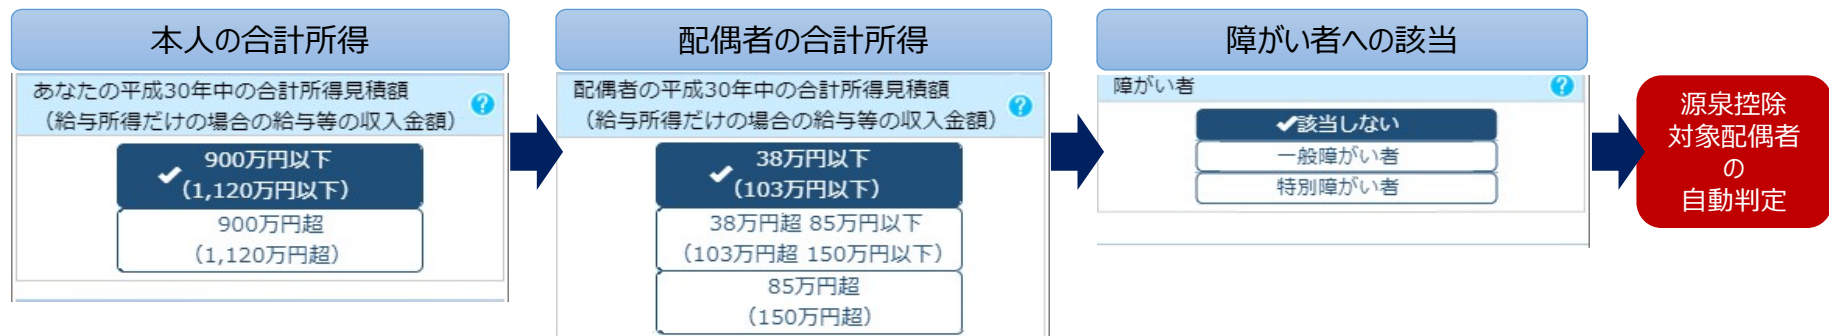 本人の合計所得
あなたの平成30年中の合計所得見積額
（給与所得だけの場合の給与等の収入金額）
?
✔900万円以下
（1,120万円以下）
900万円超
（1,120万円超）
配偶者の合計所得
配偶者の平成30年中の合計所得見積額
（給与所得だけの場合の給与等の収入金額）
?
✔38万円以下
（103万円以下）
38万円超 85万円以下
（103万円超 150万円以下）
85万円超
（150万円超）
障がい者への該当
障がい者
?
✔該当しない
一般障がい者
特別障がい者
源泉控除
対象配偶者
の
自動判定